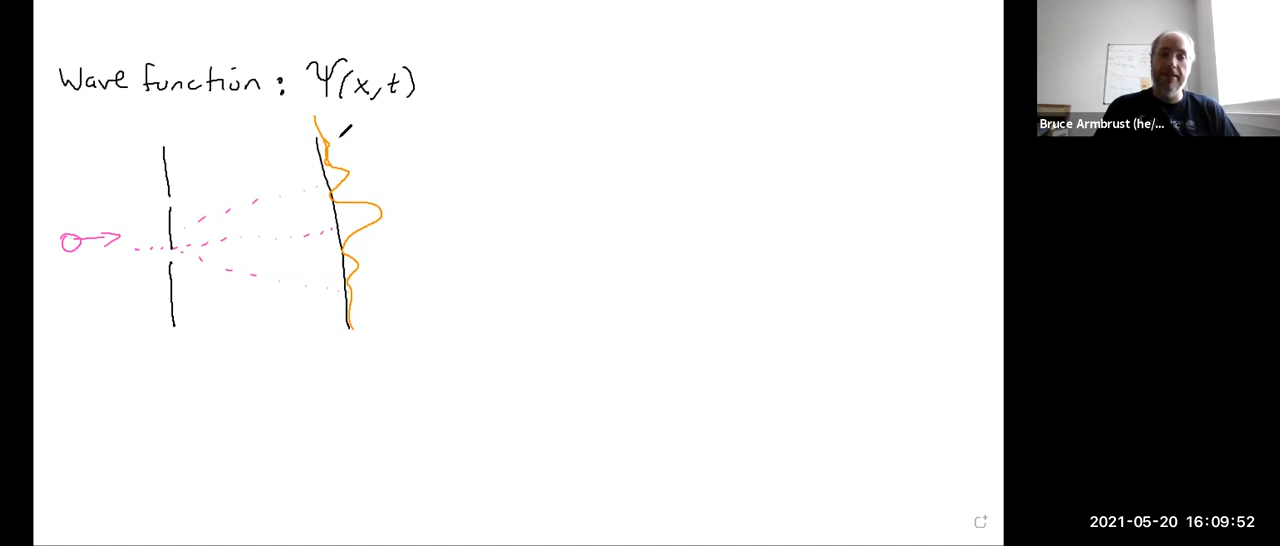 Wave function : Ψ(x,t)
Bruce Armbrust (he/...
2021-05-20 16:09:52